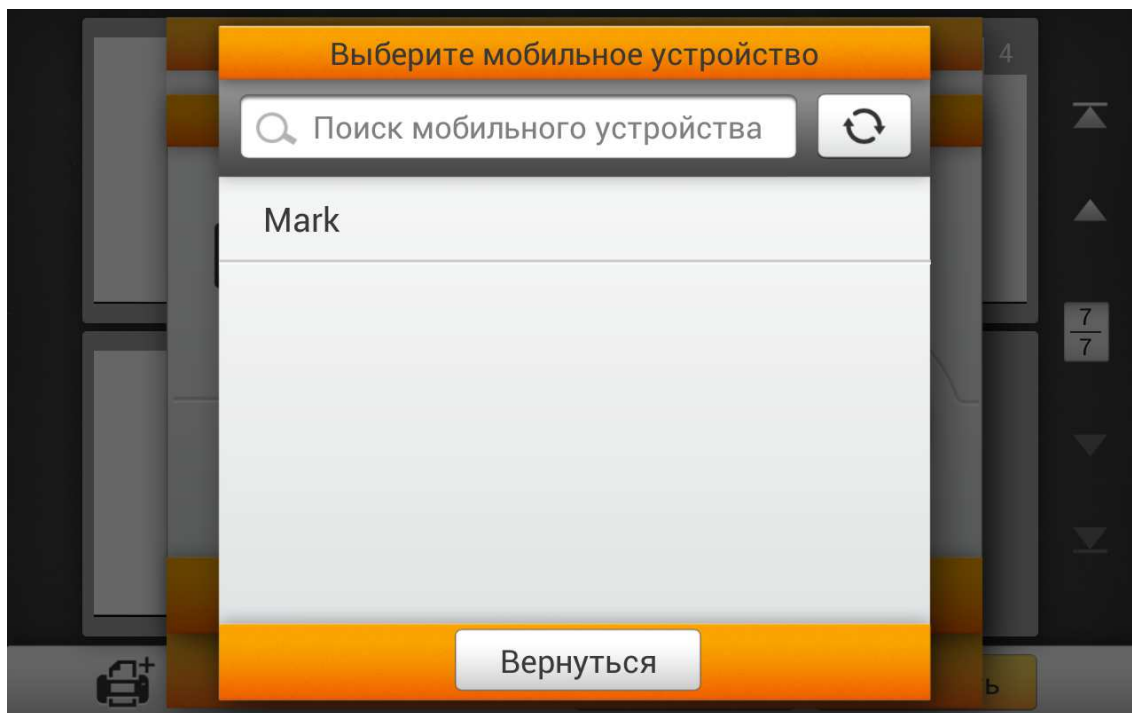 Выберите мобильное устройство
4
Поиск мобильного устройства
Mark
7
7
Вернуться
ь